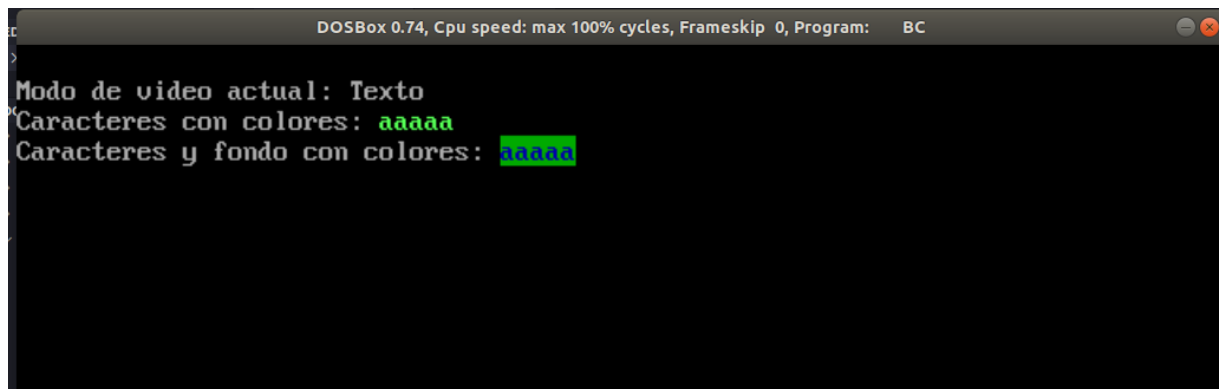 DOSBox 0.74, Cpu speed: max 100% cycles, Frameskip 0, Program: BC
Modo de video actual: Texto
Caracteres con colores: aaaaa
Caracteres y fondo con colores: aaaaa